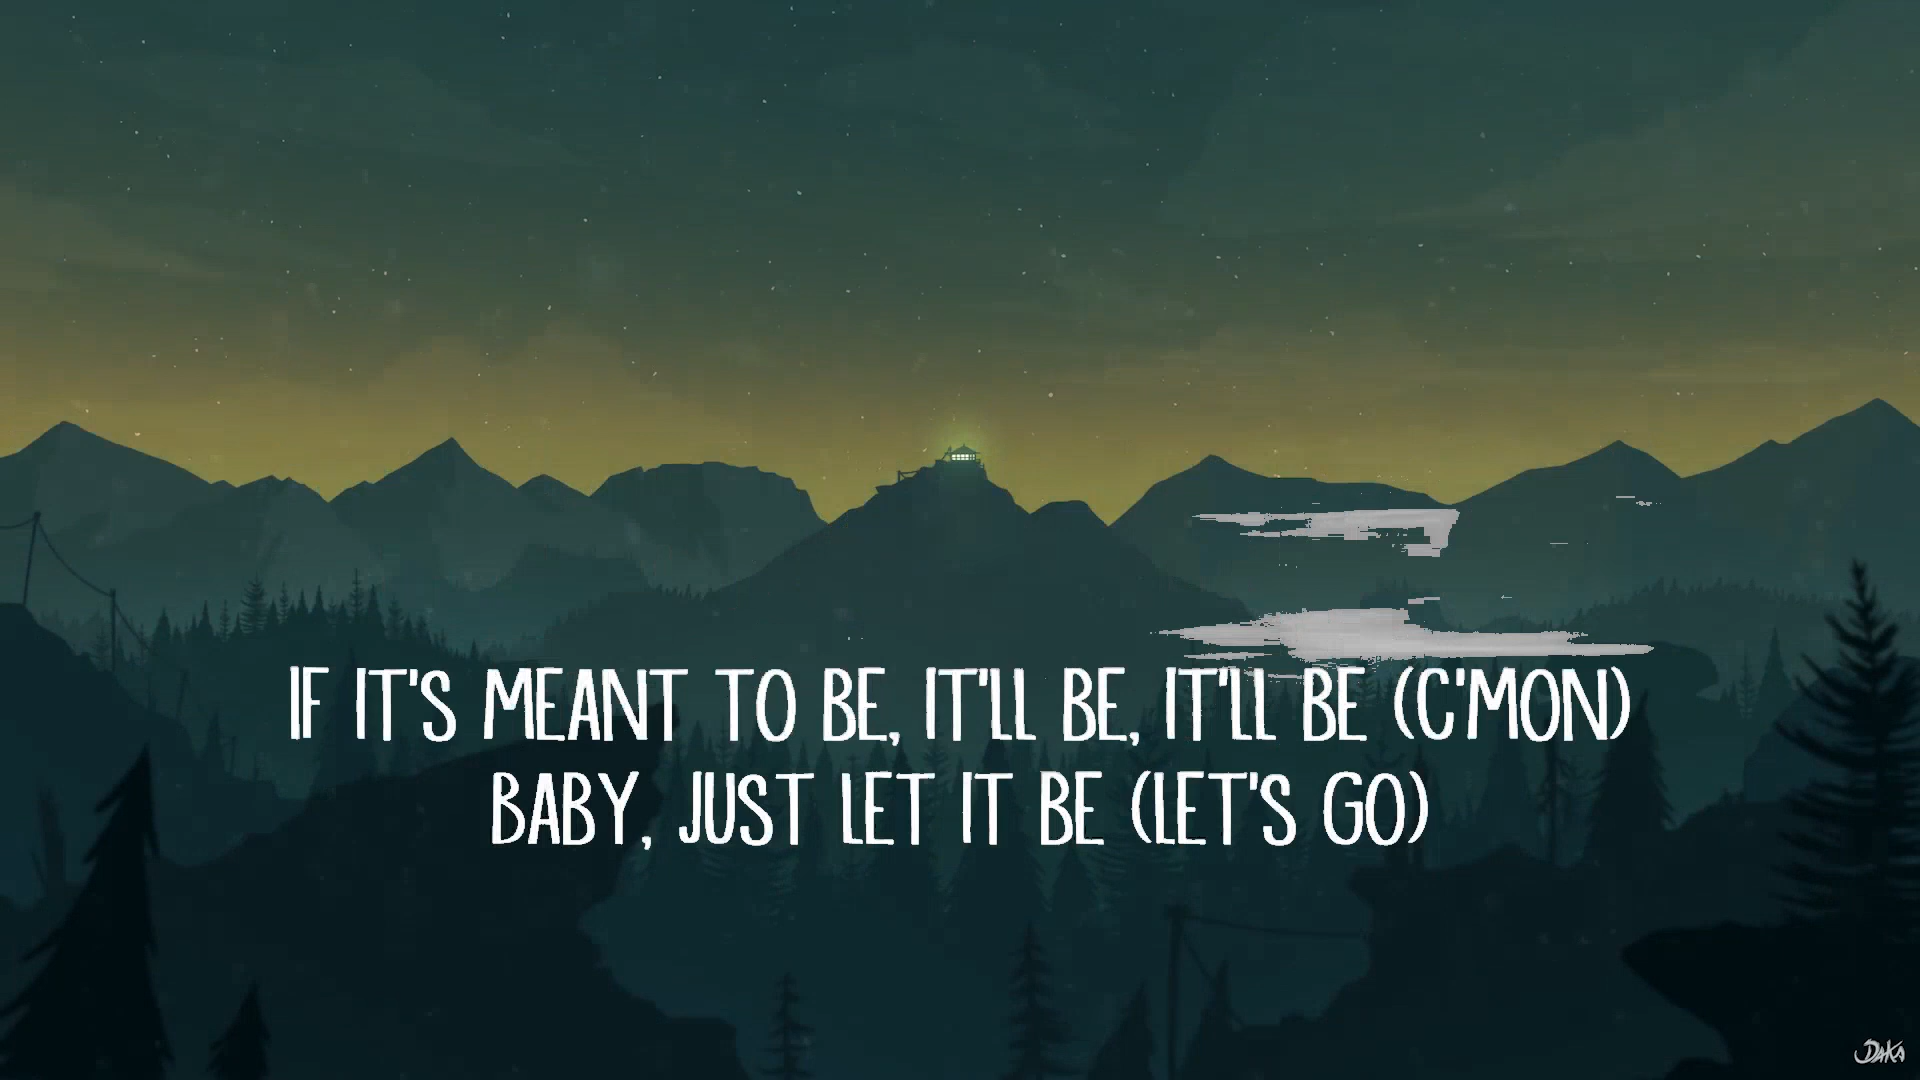 IF IT'S MEANT TO BE, IT'LL BE, IT'LL BE (C'MON)
BABY, JUST LET IT BE (LET'S GO)
DAKA